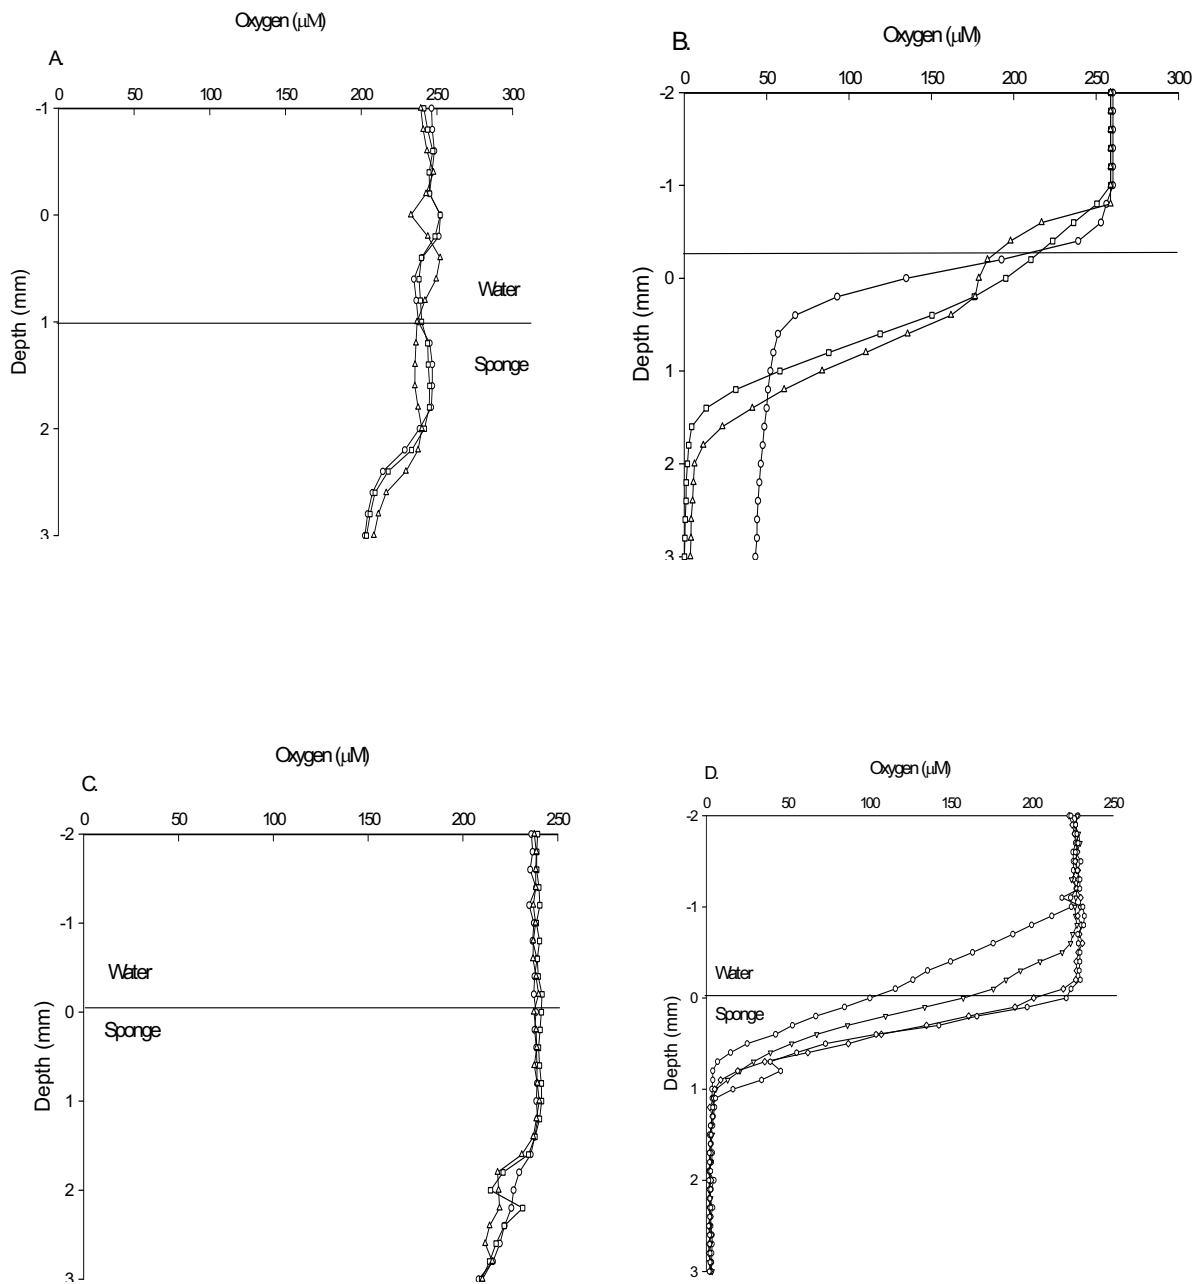 Oxygen (μM)
A.
0 50 100 150 200 250 300
-1
0
1
2
3
Depth (mm)
Water
Sponge
Oxygen (μM)
B.
0 50 100 150 200 250 300
-2
-1
0
1
2
3
Depth (mm)
Oxygen (μM)
C.
0 50 100 150 200 250
-2
-1
0
1
2
3
Depth (mm)
Water
Sponge
Oxygen (μM)
D.
0 50 100 150 200 250
-2
-1
0
1
2
3
Depth (mm)
Water
Sponge